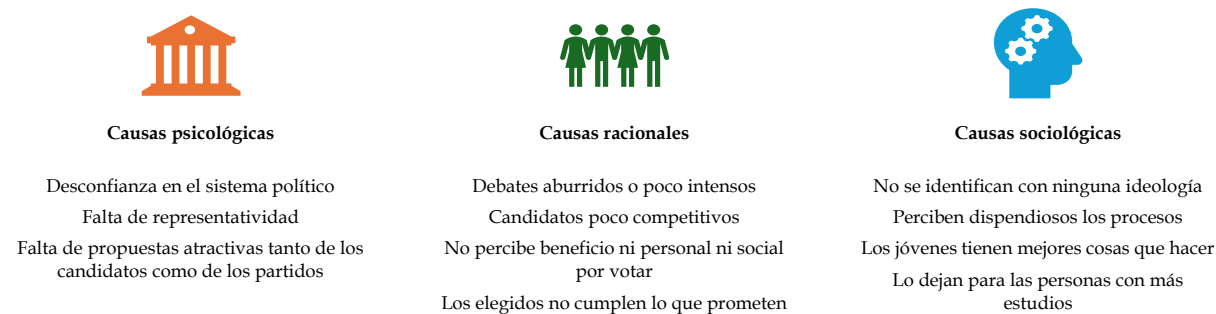 Causas psicológicas
Desconfianza en el sistema político
Falta de representatividad
Falta de propuestas atractivas tanto de los
candidatos como de los partidos
Causas racionales
Debates aburridos o poco intensos
Candidatos poco competitivos
No percibe beneficio ni personal ni social
por votar
Los elegidos no cumplen lo que prometen
Causas sociológicas
No se identifican con ninguna ideología
Perciben dispendiosos los procesos
Los jóvenes tienen mejores cosas que hacer
Lo dejan para las personas con más
estudios